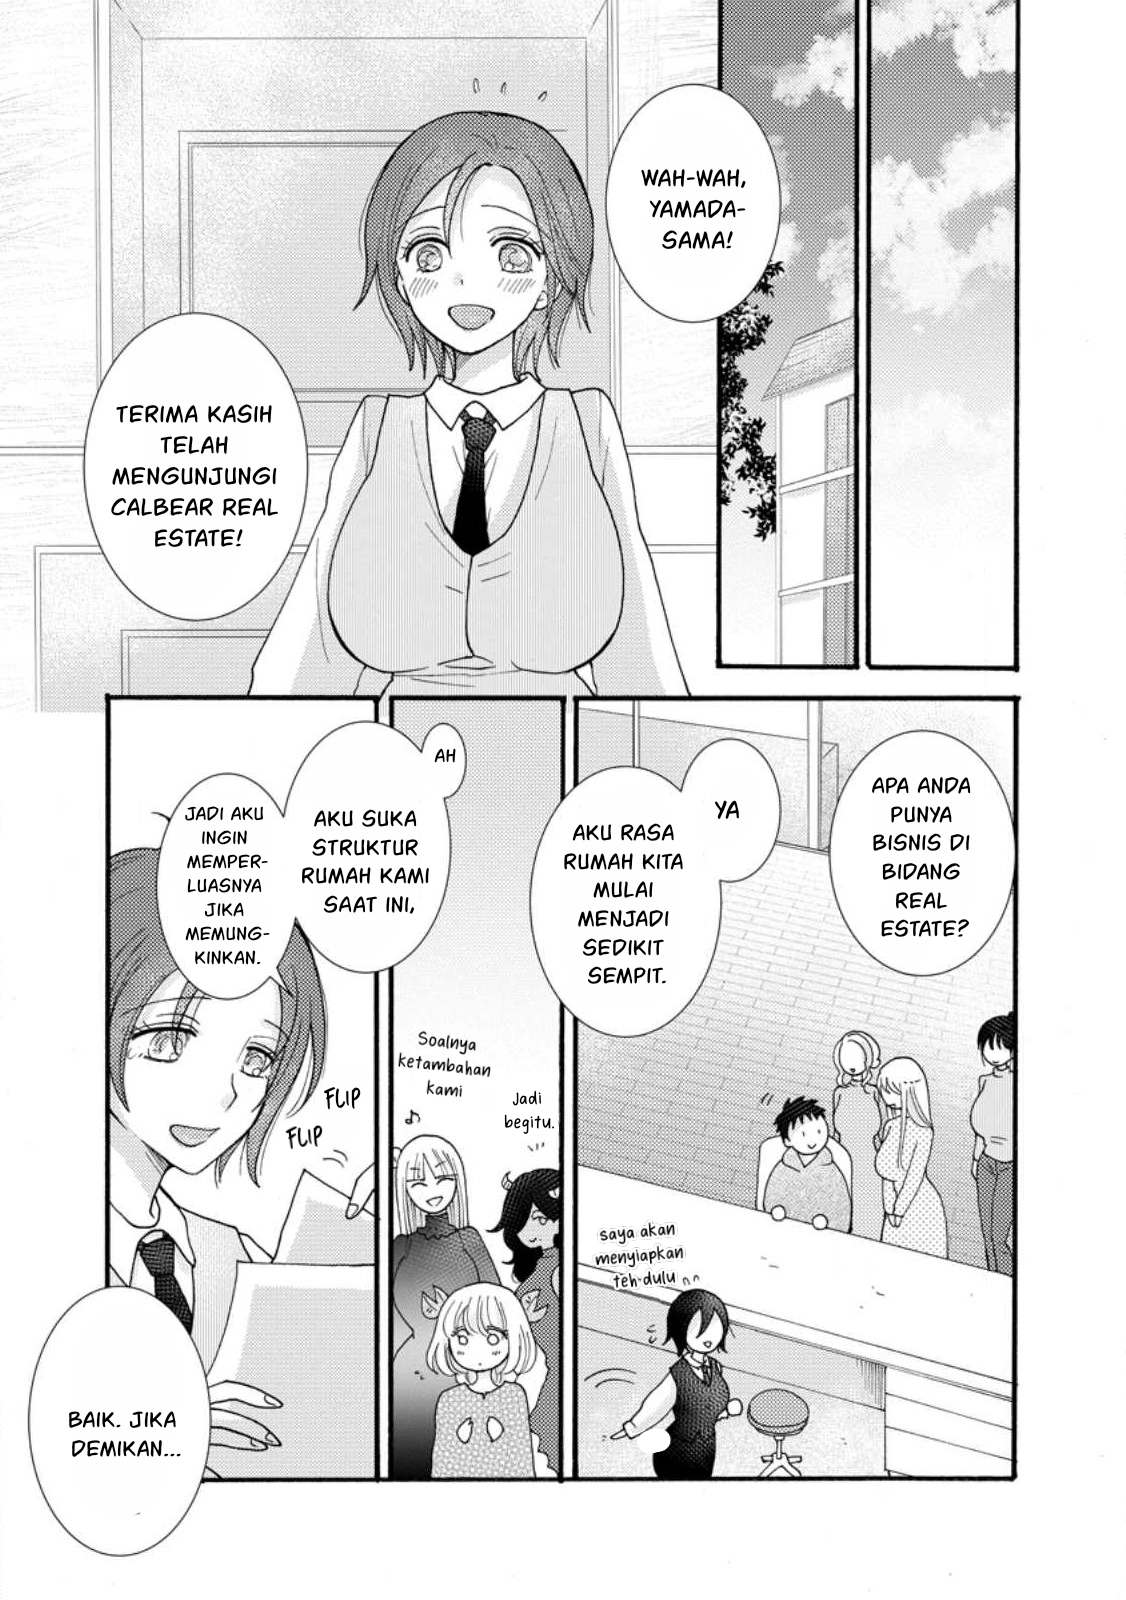 WAH-WAH,
YAMADA-
SAMA!
TERIMA KASIH
TELAH
MENGUNJUNGI
CALBEAR REAL
ESTATE!
APA ANDA
PUNYA
BISNIS DI
BIDANG
REAL
ESTATE?
YA
AKU RASA
RUMAH KITA
MULAI
MENJADI
SEDIKIT
SEMPIT.
saya akan
menyiapkan
teh dulu
AH
AKU SUKA
STRUKTUR
RUMAH KAMI
SAAT INI,
JADI AKU
INGIN
MEMPER-
LUASNYA
JIKA
MEMUNG-
KINKAN.
Soalnya
ketambahan
kami
Jadi
begitu.
FLIP
FLIP
BAIK. JIKA
DEMIKAN...